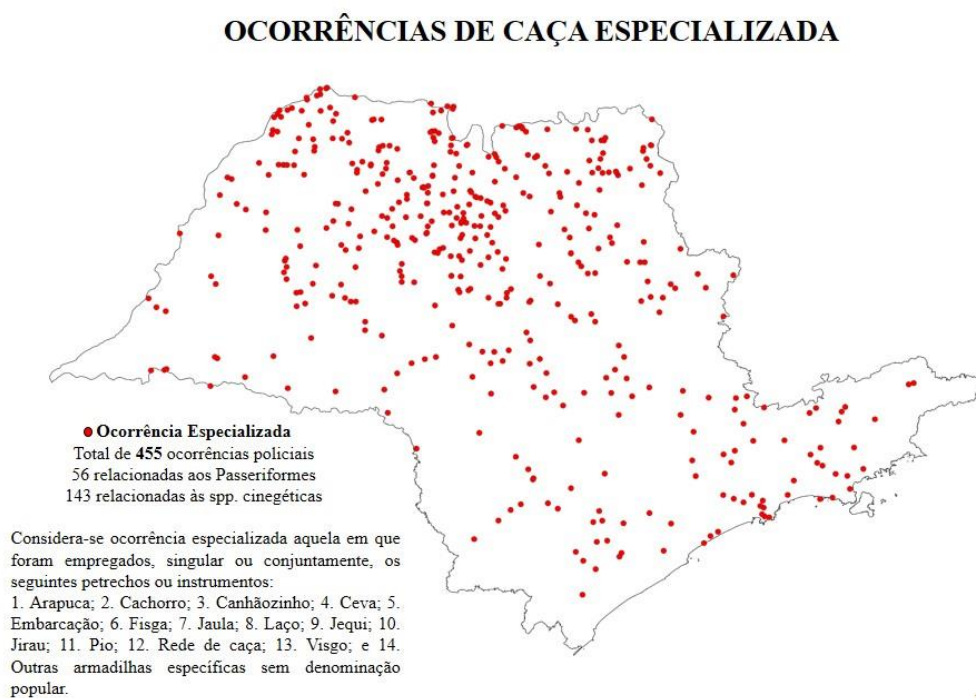 OCORRÊNCIAS DE CAÇA ESPECIALIZADA
Ocorrência Especializada
Total de 455 ocorrências policiais
56 relacionadas aos Passeriformes
143 relacionadas às spp. cinegéticas
Considera-se ocorrência especializada aquela em que
foram empregados, singular ou conjuntamente, os
seguintes petrechos ou instrumentos:
1. Arapuca; 2. Cachorro; 3. Canhãozinho; 4. Ceva; 5.
Embarcação; 6. Fisga; 7. Jaula; 8. Laço; 9. Jequi; 10.
Jirau; 11. Pio; 12. Rede de caça; 13. Visgo; e 14.
Outras armadilhas específicas sem denominação
popular.